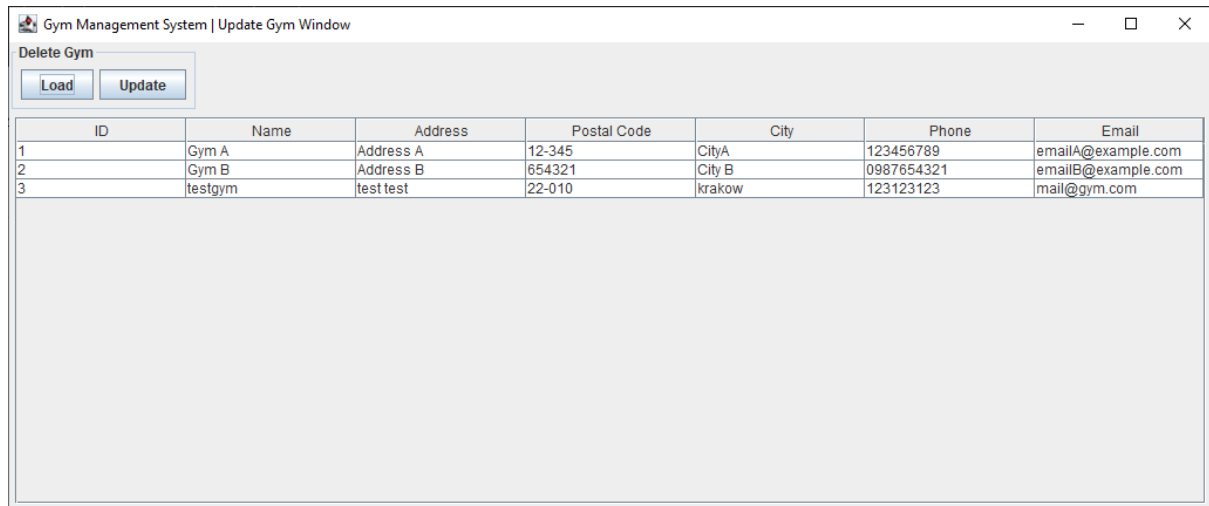 Gym Management System | Update Gym Window
Delete Gym
Load Update
ID Name Address Postal Code City Phone Email
1 Gym A Address A 12-345 CityA 123456789 emailA@example.com
2 Gym B Address B 654321 City B 0987654321 emailB@example.com
3 testgym test test 22-010 krakow 123123123 mail@gym.com